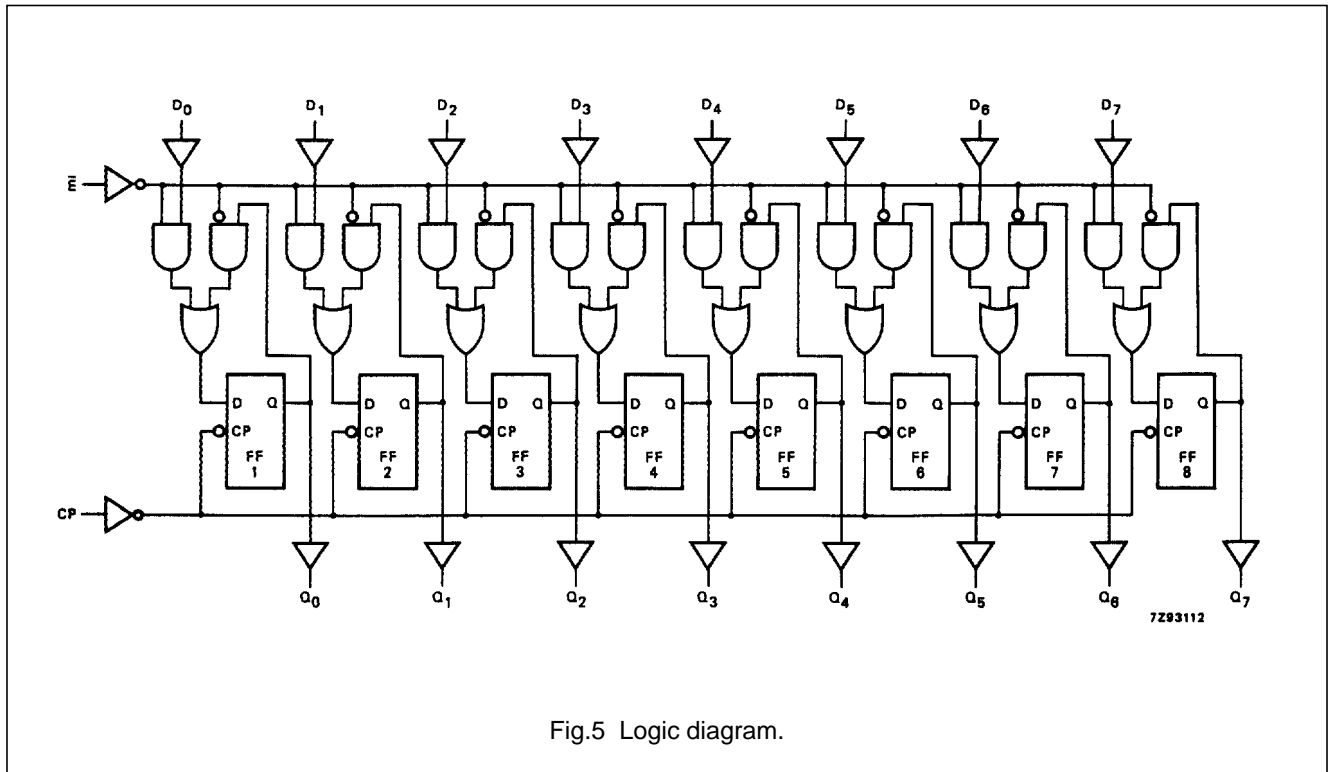 D0 D1 D2 D3 D4 D5 D6 D7
E̅
D Q D Q D Q D Q D Q D Q D Q D Q
CP CP CP CP CP CP CP CP
FF FF FF FF FF FF FF FF
1 2 3 4 5 6 7 8
CP
Q0 Q1 Q2 Q3 Q4 Q5 Q6 Q7
7Z93112
Fig.5 Logic diagram.